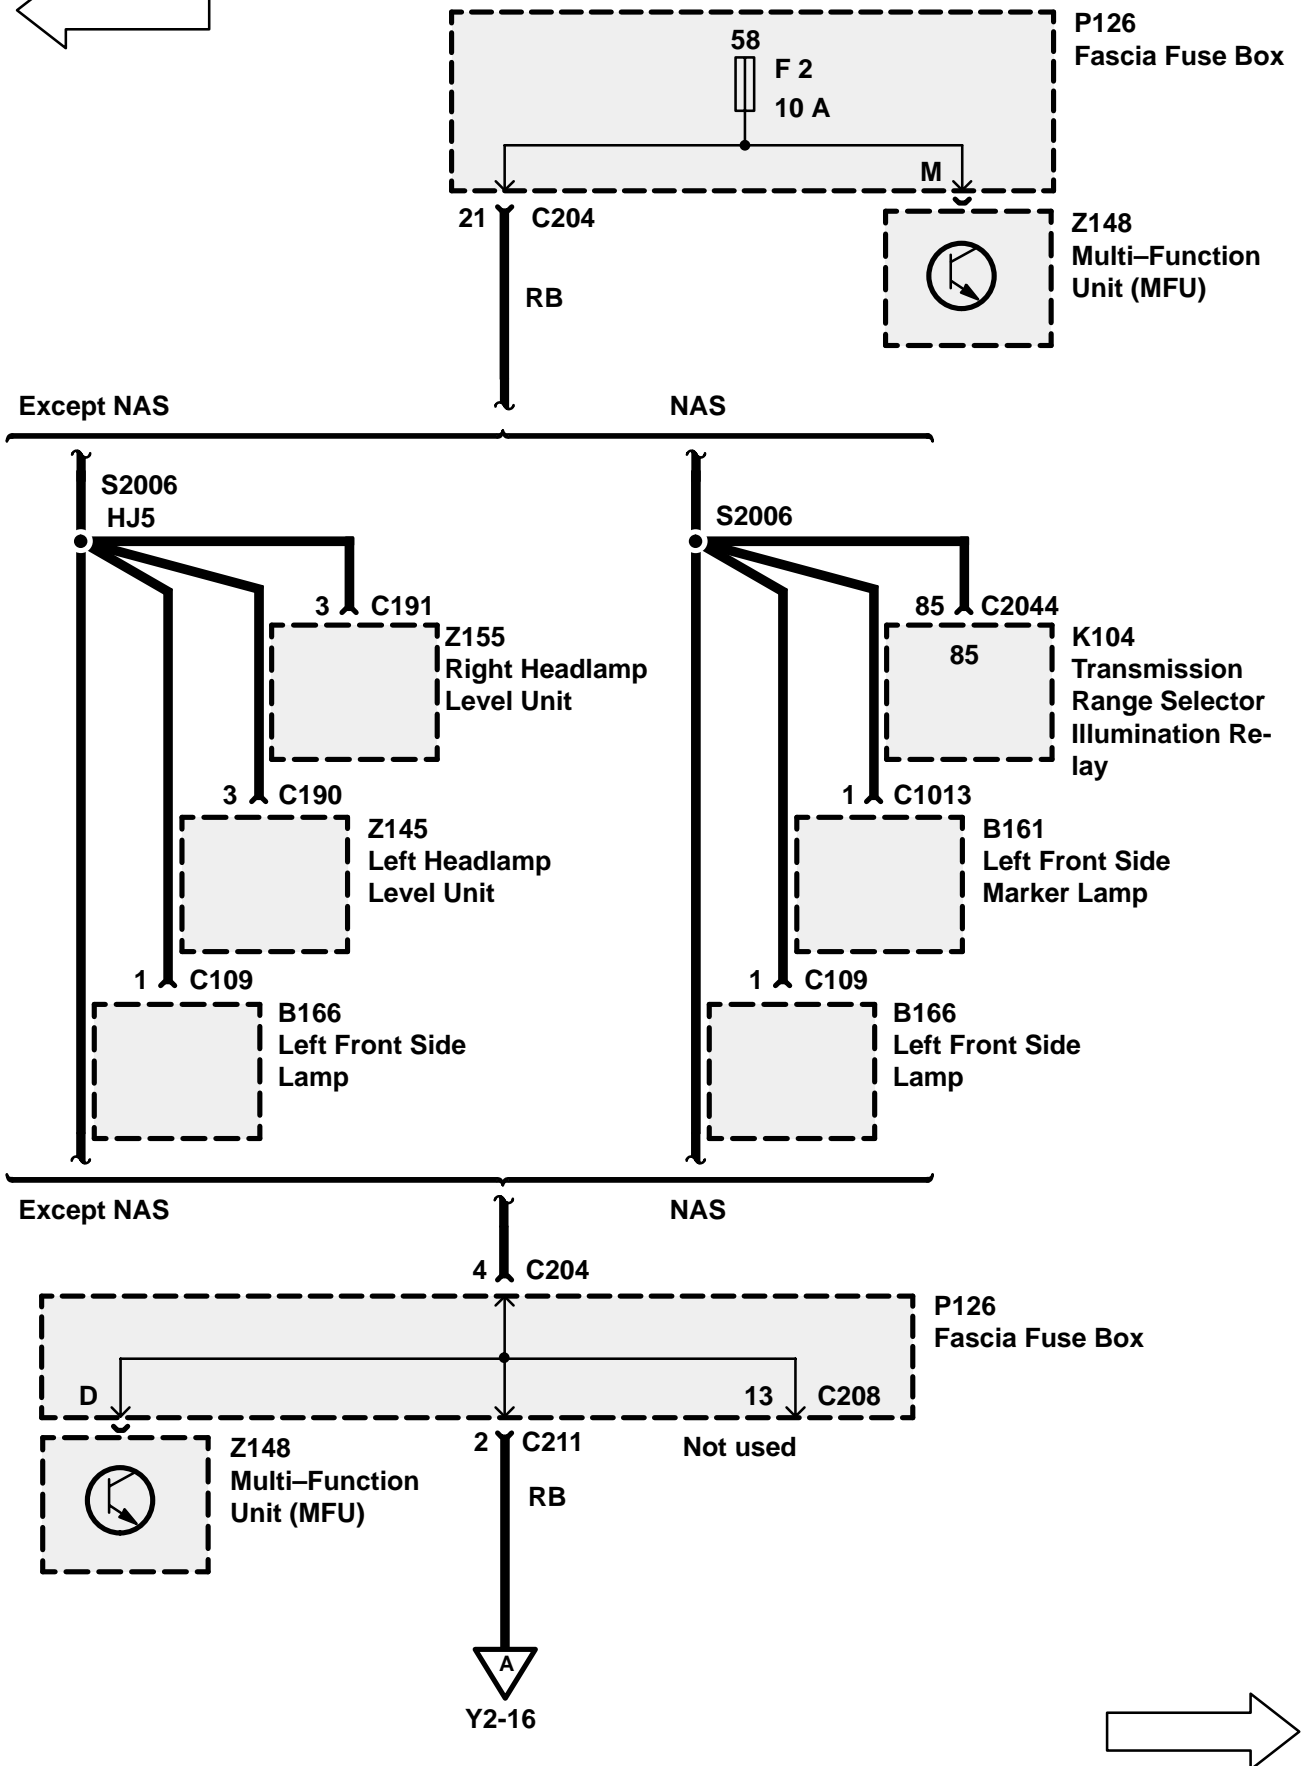 P126
Fascia Fuse Box
58
F 2
10 A
M
21 C204
Z148
Multi–Function
Unit (MFU)
RB
Except NAS
NAS
S2006
HJ5
S2006
3 C191
85 C2044
Z155
Right Headlamp
Level Unit
85
K104
Transmission
Range Selector
Illumination Re-
lay
3 C190
1 C1013
Z145
Left Headlamp
Level Unit
B161
Left Front Side
Marker Lamp
1 C109
1 C109
B166
Left Front Side
Lamp
B166
Left Front Side
Lamp
Except NAS
NAS
4 C204
P126
Fascia Fuse Box
D
13 C208
2 C211
Not used
Z148
Multi–Function
Unit (MFU)
RB
A
Y2-16